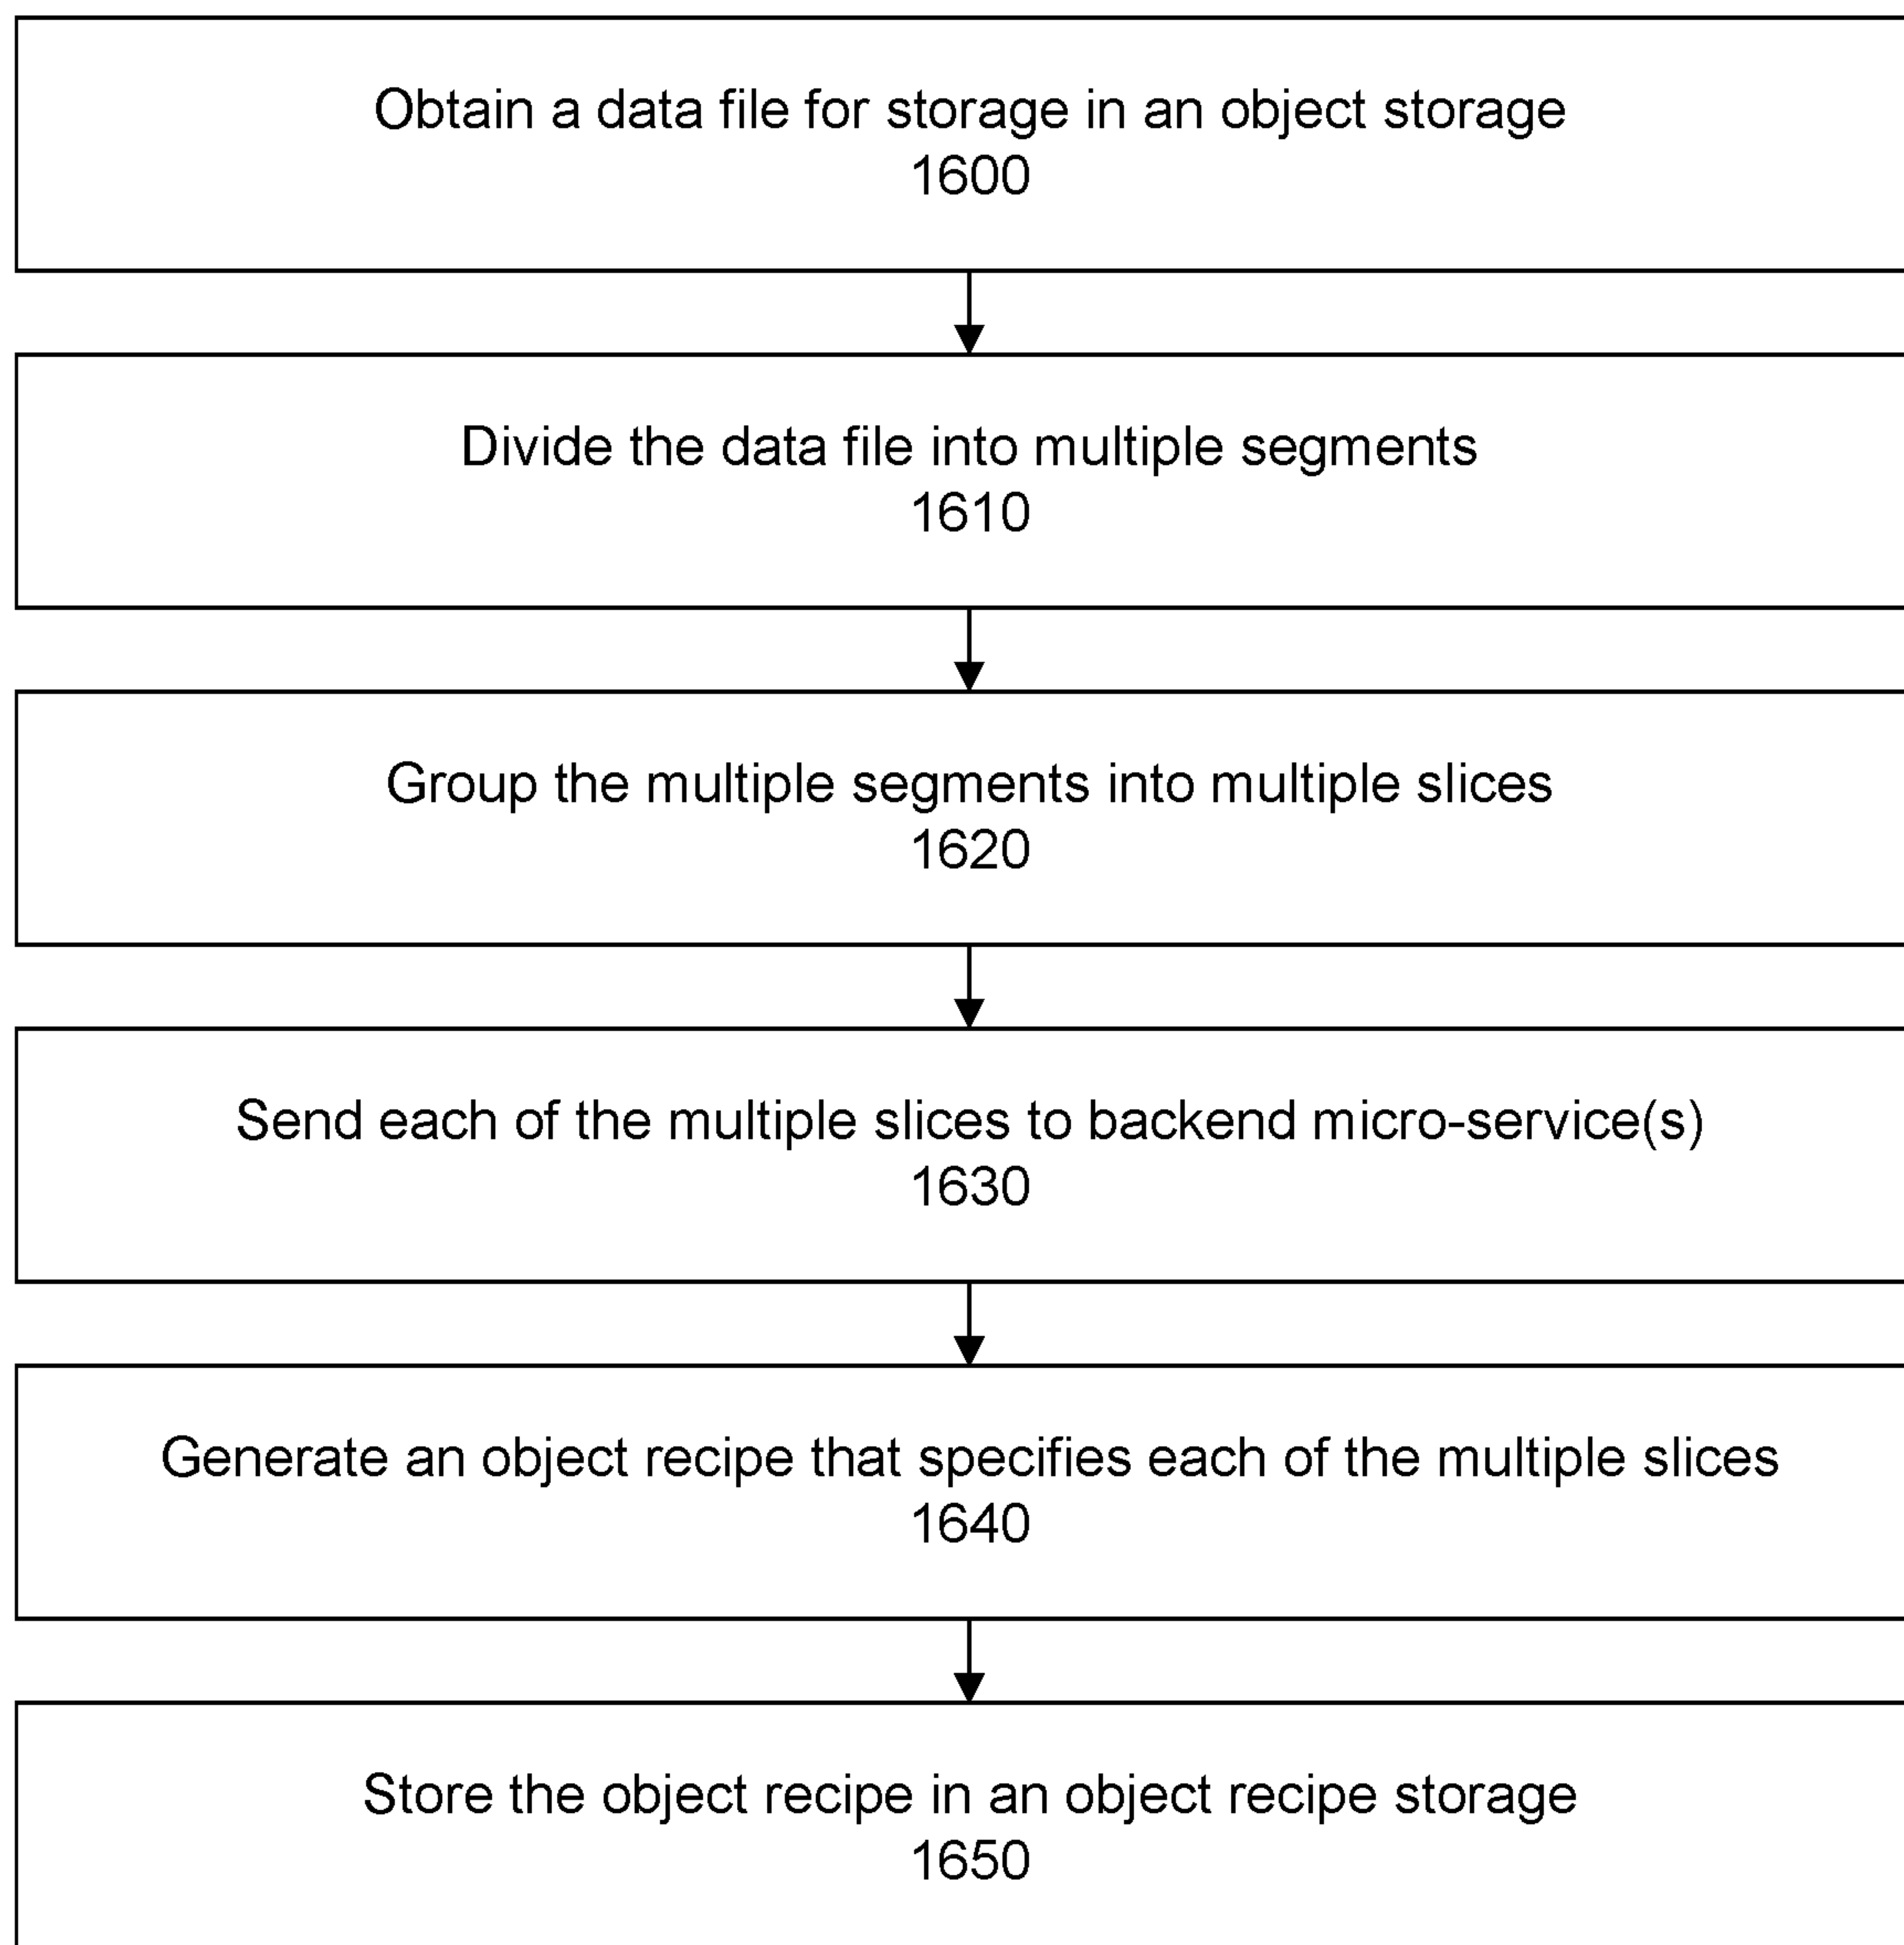 Obtain a data file for storage in an object storage
1600
Divide the data file into multiple segments
1610
Group the multiple segments into multiple slices
1620
Send each of the multiple slices to backend micro-service(s)
1630
Generate an object recipe that specifies each of the multiple slices
1640
Store the object recipe in an object recipe storage
1650